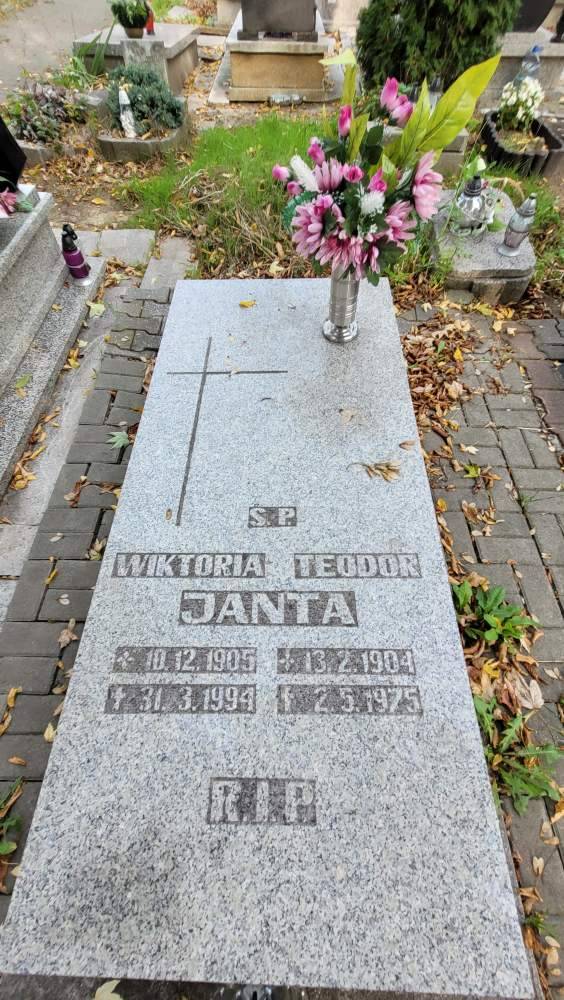 Ś.P.
WIKTORIA TEODOR
JANTA
* 10.12.1905 * 13.2.1904
† 31.3.1994 † 2.5.1975
R.I.P